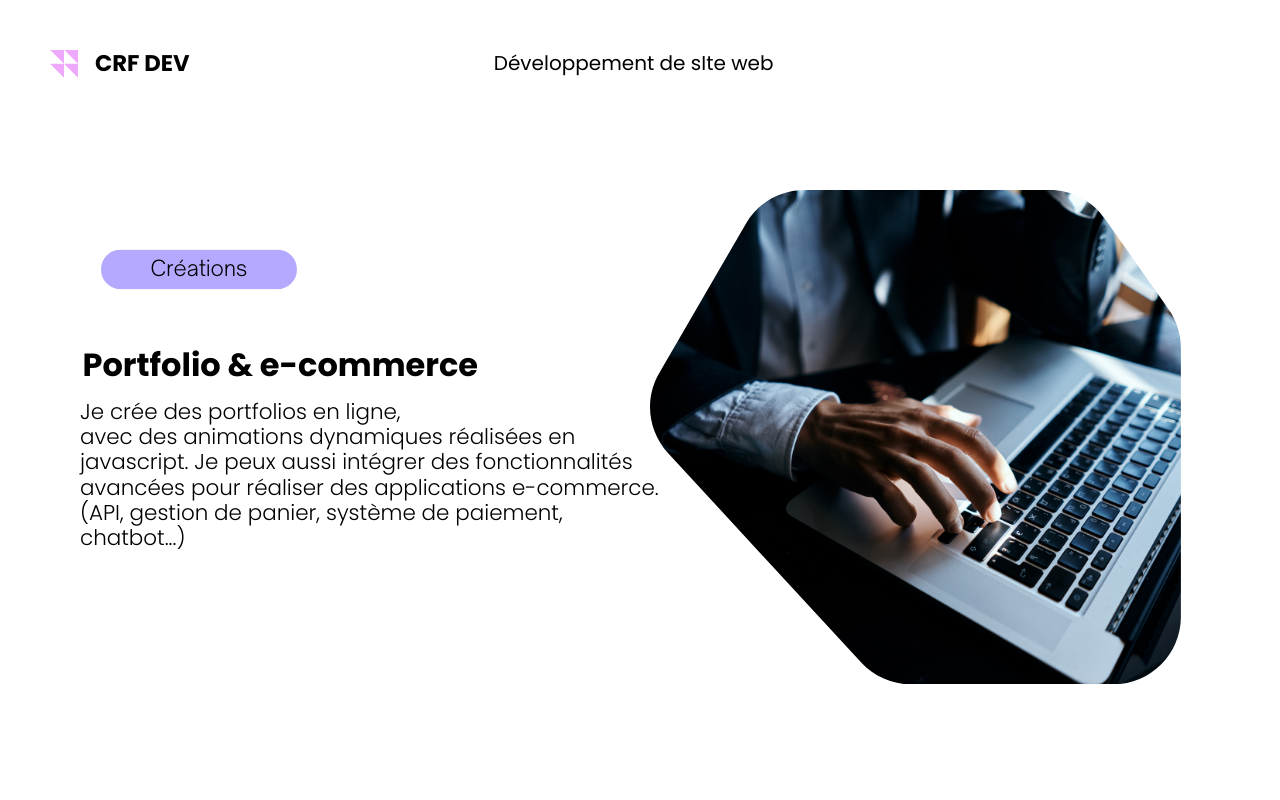 CRF DEV
Développement de sIte web
Créations
Portfolio & e-commerce
Je crée des portfolios en ligne,
avec des animations dynamiques réalisées en
javascript. Je peux aussi intégrer des fonctionnalités
avancées pour réaliser des applications e-commerce.
(API, gestion de panier, système de paiement,
chatbot...)